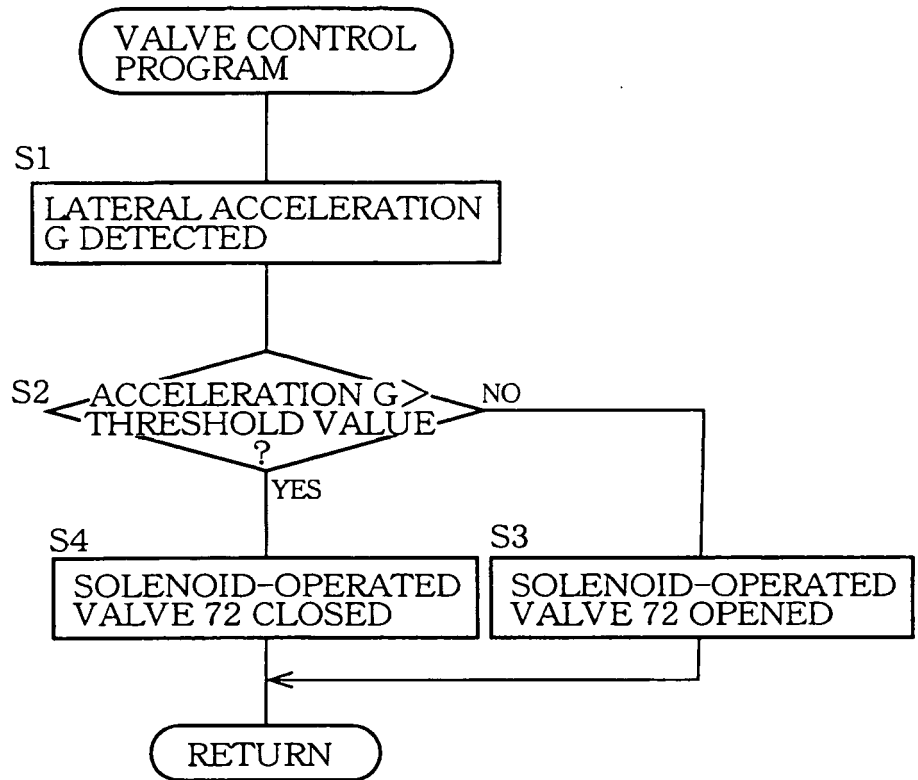 VALVE CONTROL
PROGRAM
S1
LATERAL ACCELERATION
G DETECTED
S2
ACCELERATION G>
THRESHOLD VALUE
?
NO
YES
S4
SOLENOID-OPERATED
VALVE 72 CLOSED
S3
SOLENOID-OPERATED
VALVE 72 OPENED
RETURN